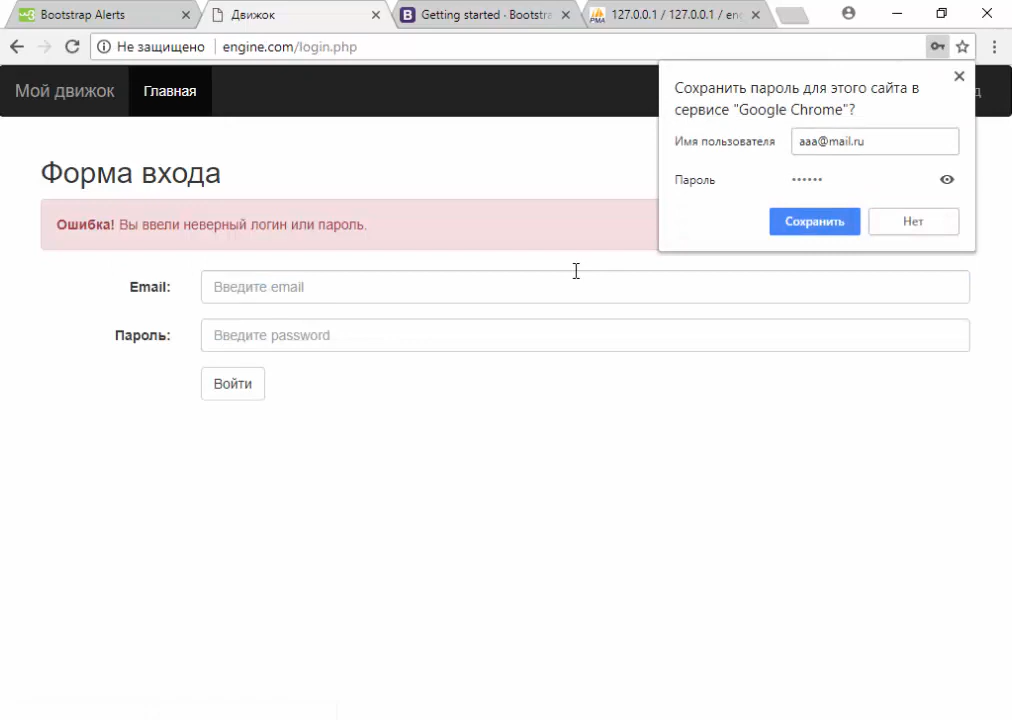 Bootstrap Alerts
Движок
Getting started · Bootstra
127.0.0.1 / 127.0.0.1 / en
Не защищено
engine.com/login.php
Мой движок
Главная
Сохранить пароль для этого сайта в
сервисе "Google Chrome"?
Имя пользователя
aaa@mail.ru
Пароль
••••••
Сохранить
Нет
Форма входа
Ошибка! Вы ввели неверный логин или пароль.
Email:
Введите email
Пароль:
Введите password
Войти